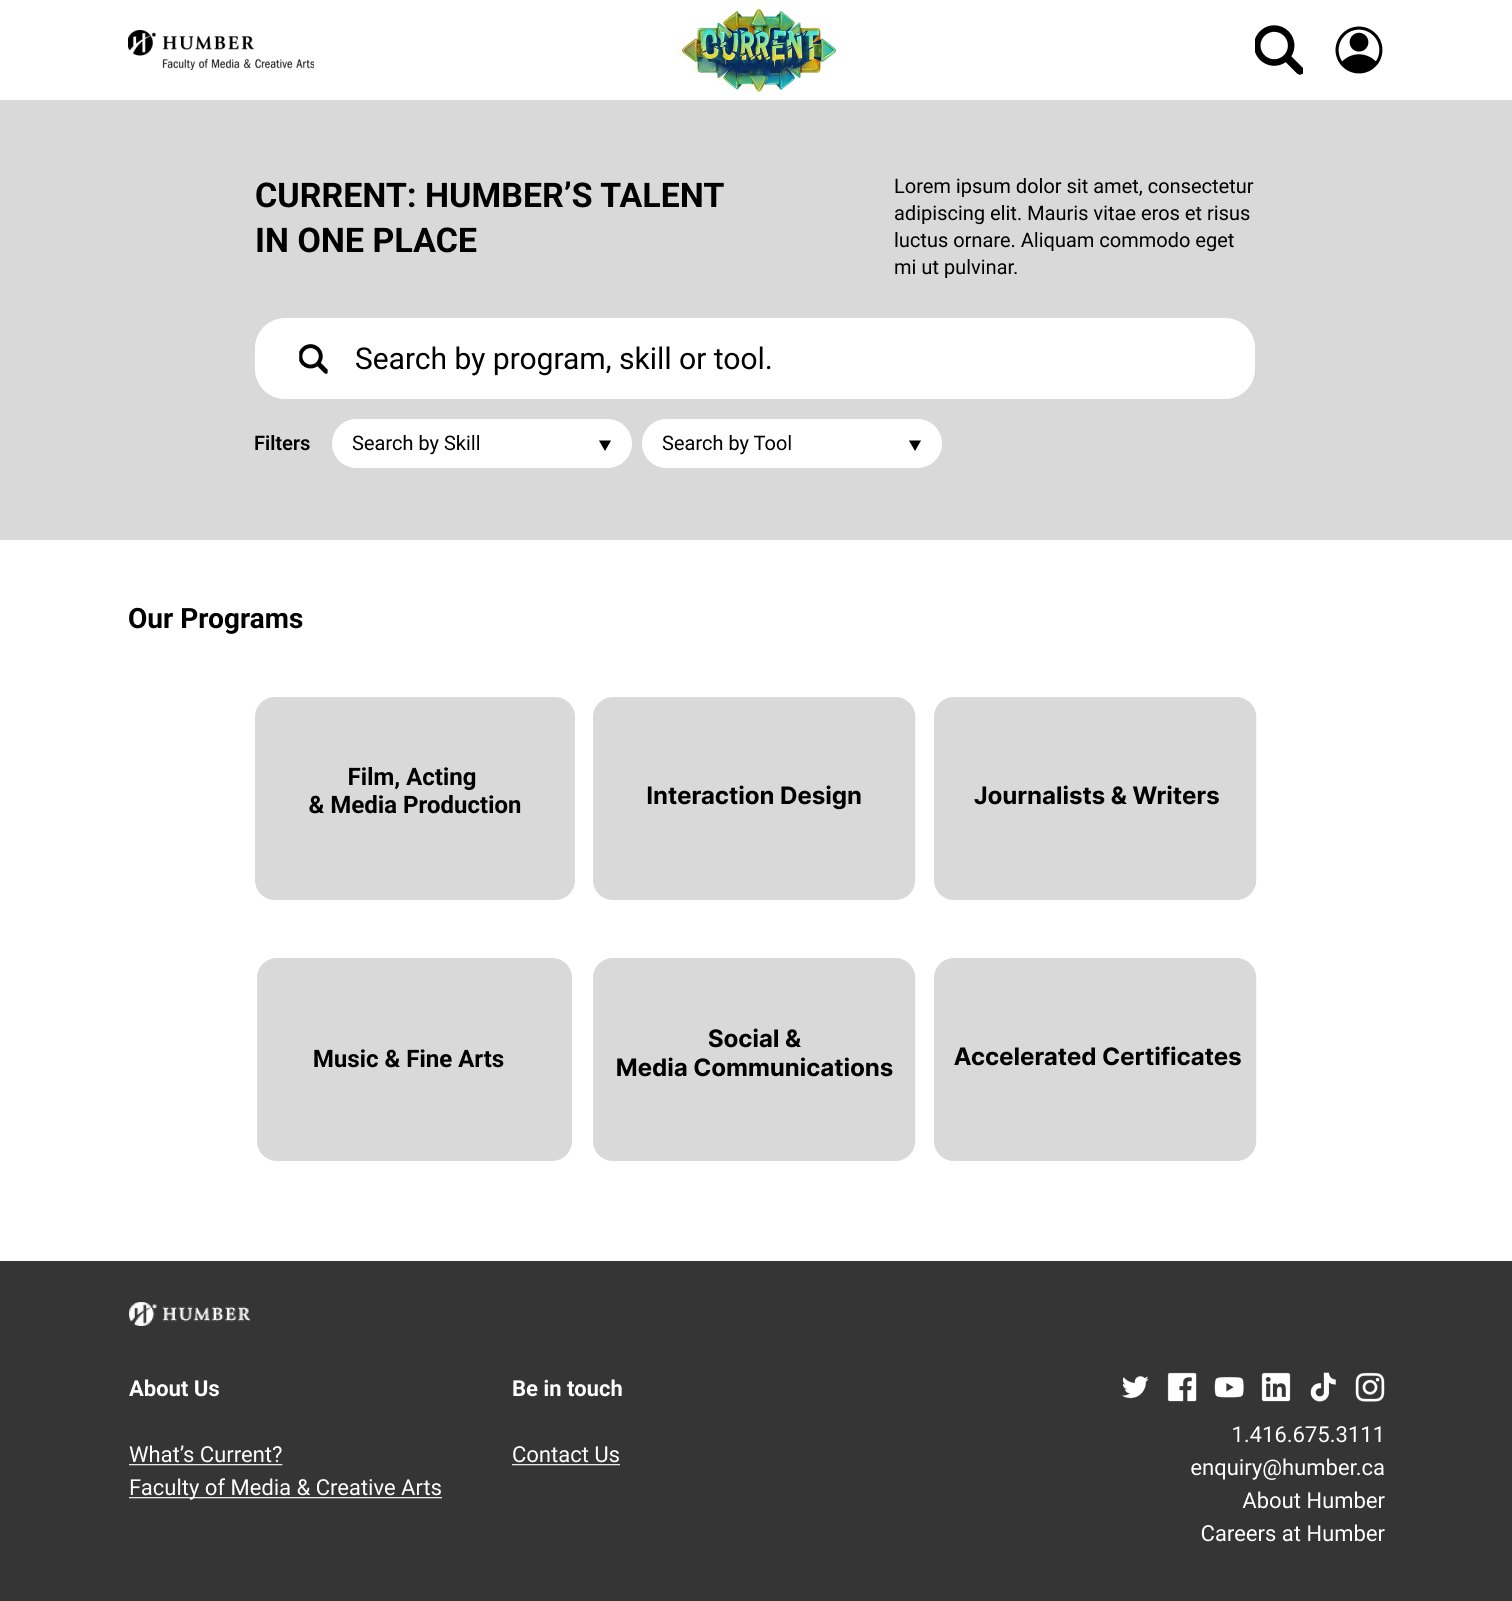 HUMBER
Faculty of Media & Creative Arts
CURRENT
CURRENT: HUMBER’S TALENT
IN ONE PLACE
Lorem ipsum dolor sit amet, consectetur
adipiscing elit. Mauris vitae eros et risus
luctus ornare. Aliquam commodo eget
mi ut pulvinar.
Search by program, skill or tool.
Filters
Search by Skill
Search by Tool
Our Programs
Film, Acting
& Media Production
Interaction Design
Journalists & Writers
Music & Fine Arts
Social &
Media Communications
Accelerated Certificates
HUMBER
About Us
What’s Current?
Faculty of Media & Creative Arts
Be in touch
Contact Us
1.416.675.3111
enquiry@humber.ca
About Humber
Careers at Humber